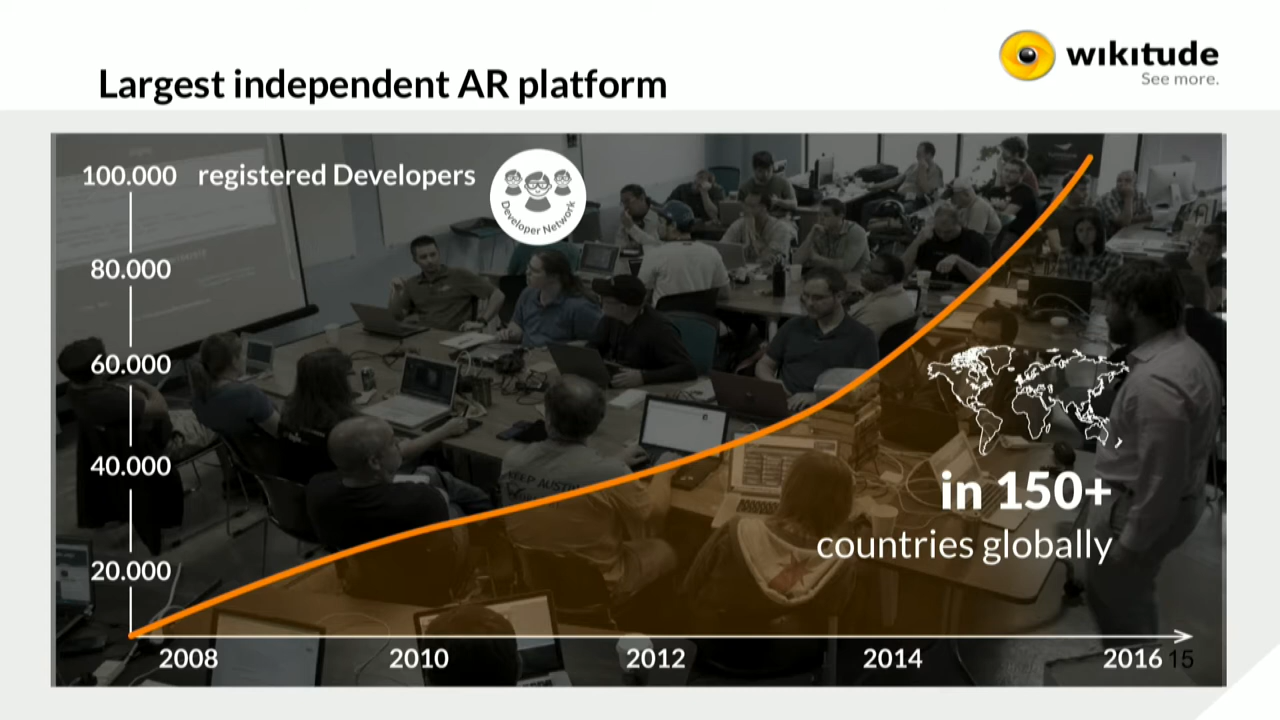 Largest independent AR platform
wikitude
See more.
100.000 registered Developers
Developer Network
80.000
60.000
40.000
20.000
in 150+
countries globally
2008 2010 2012 2014 2016 15